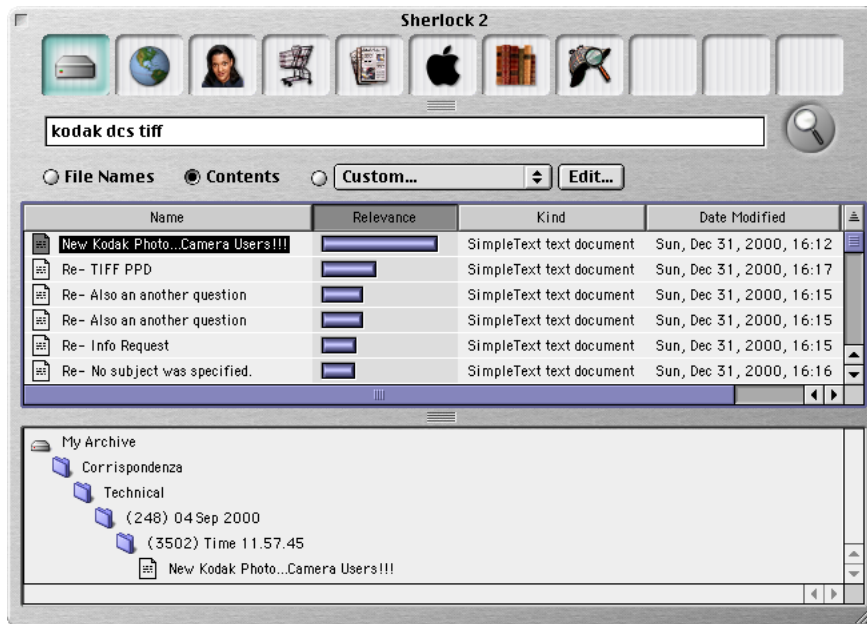 Sherlock 2
kodak dcs tiff
File Names Contents Custom... Edit...
Name Relevance Kind Date Modified
New Kodak Photo...Camera Users!!! SimpleText text document Sun, Dec 31, 2000, 16:12
Re- TIFF PPD SimpleText text document Sun, Dec 31, 2000, 16:17
Re- Also an another question SimpleText text document Sun, Dec 31, 2000, 16:15
Re- Also an another question SimpleText text document Sun, Dec 31, 2000, 16:15
Re- Info Request SimpleText text document Sun, Dec 31, 2000, 16:15
Re- No subject was specified. SimpleText text document Sun, Dec 31, 2000, 16:16
My Archive
Corrispondenza
Technical
(248) 04 Sep 2000
(3502) Time 11.57.45
New Kodak Photo...Camera Users!!!